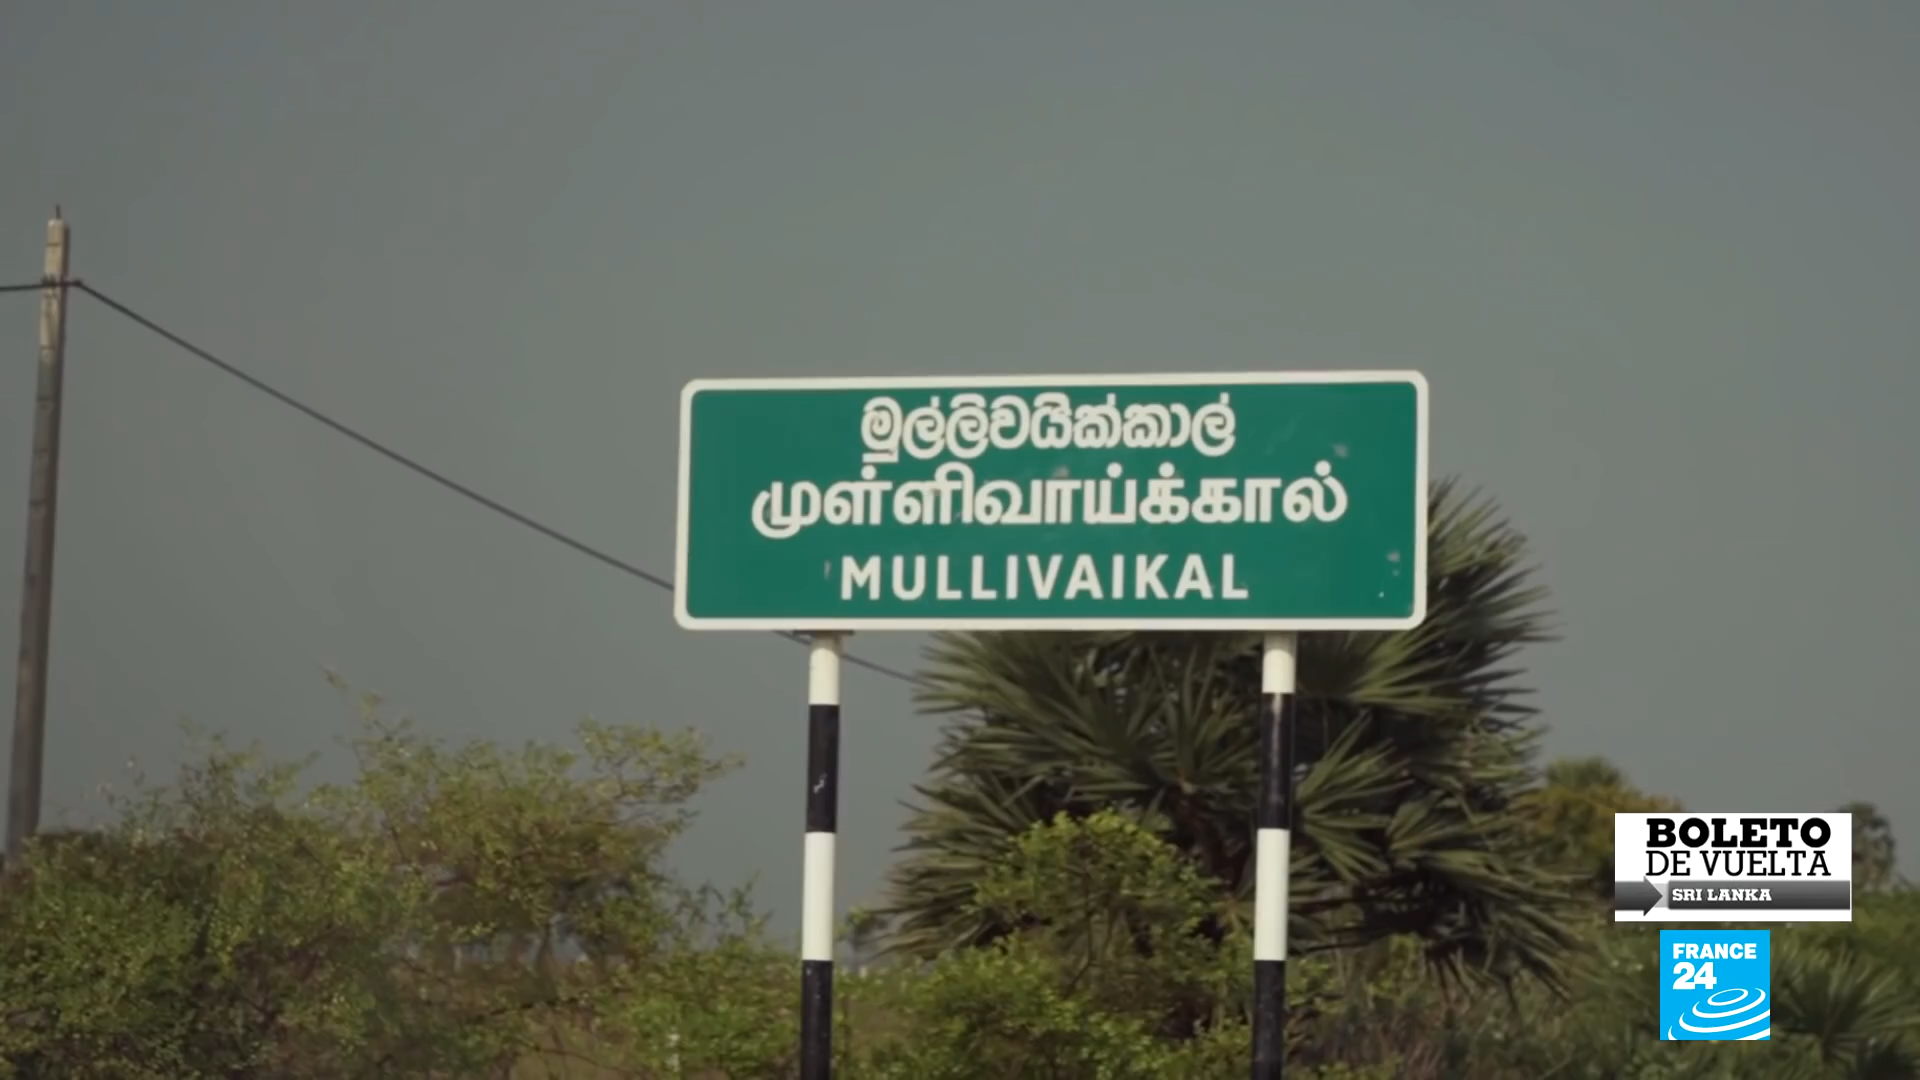 මුල්ලිවයික්කාල්
முள்ளிவாய்க்கால்
MULLIVAIKAL
BOLETO
DE VUELTA
SRI LANKA
FRANCE
24